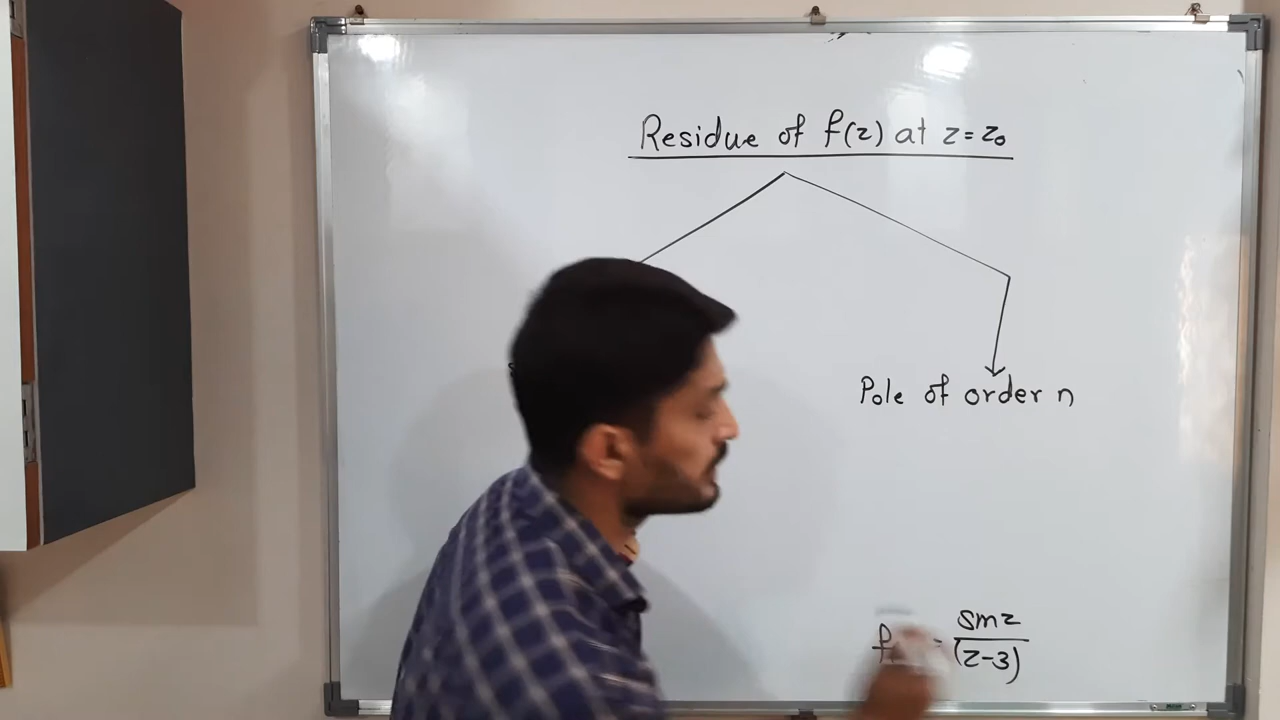 Residue of f(z) at z=z₀
Pole of order n
f = sinz/(z-3)